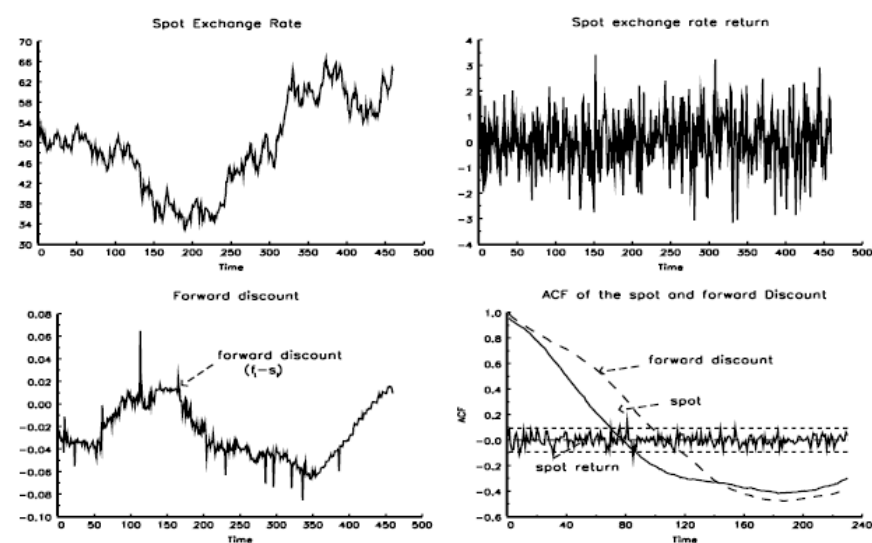 Spot Exchange Rate
70
66
62
58
54
50
46
42
38
34
30
0 50 100 150 200 250 300 350 400 450 500
Time
Spot exchange rate return
4
3
2
1
0
-1
-2
-3
-4
0 50 100 150 200 250 300 350 400 450 500
Time
Forward discount
0.08
0.06
0.04
0.02
0.00
-0.02
-0.04
-0.06
-0.08
-0.10
forward discount
(fₜ-sₜ)
0 50 100 150 200 250 300 350 400 450 500
Time
ACF of the spot and forward Discount
ACF
1.0
0.8
0.6
0.4
0.2
-0.0
-0.2
-0.4
-0.6
forward discount
spot
spot return
0 40 80 120 160 200 240
Time